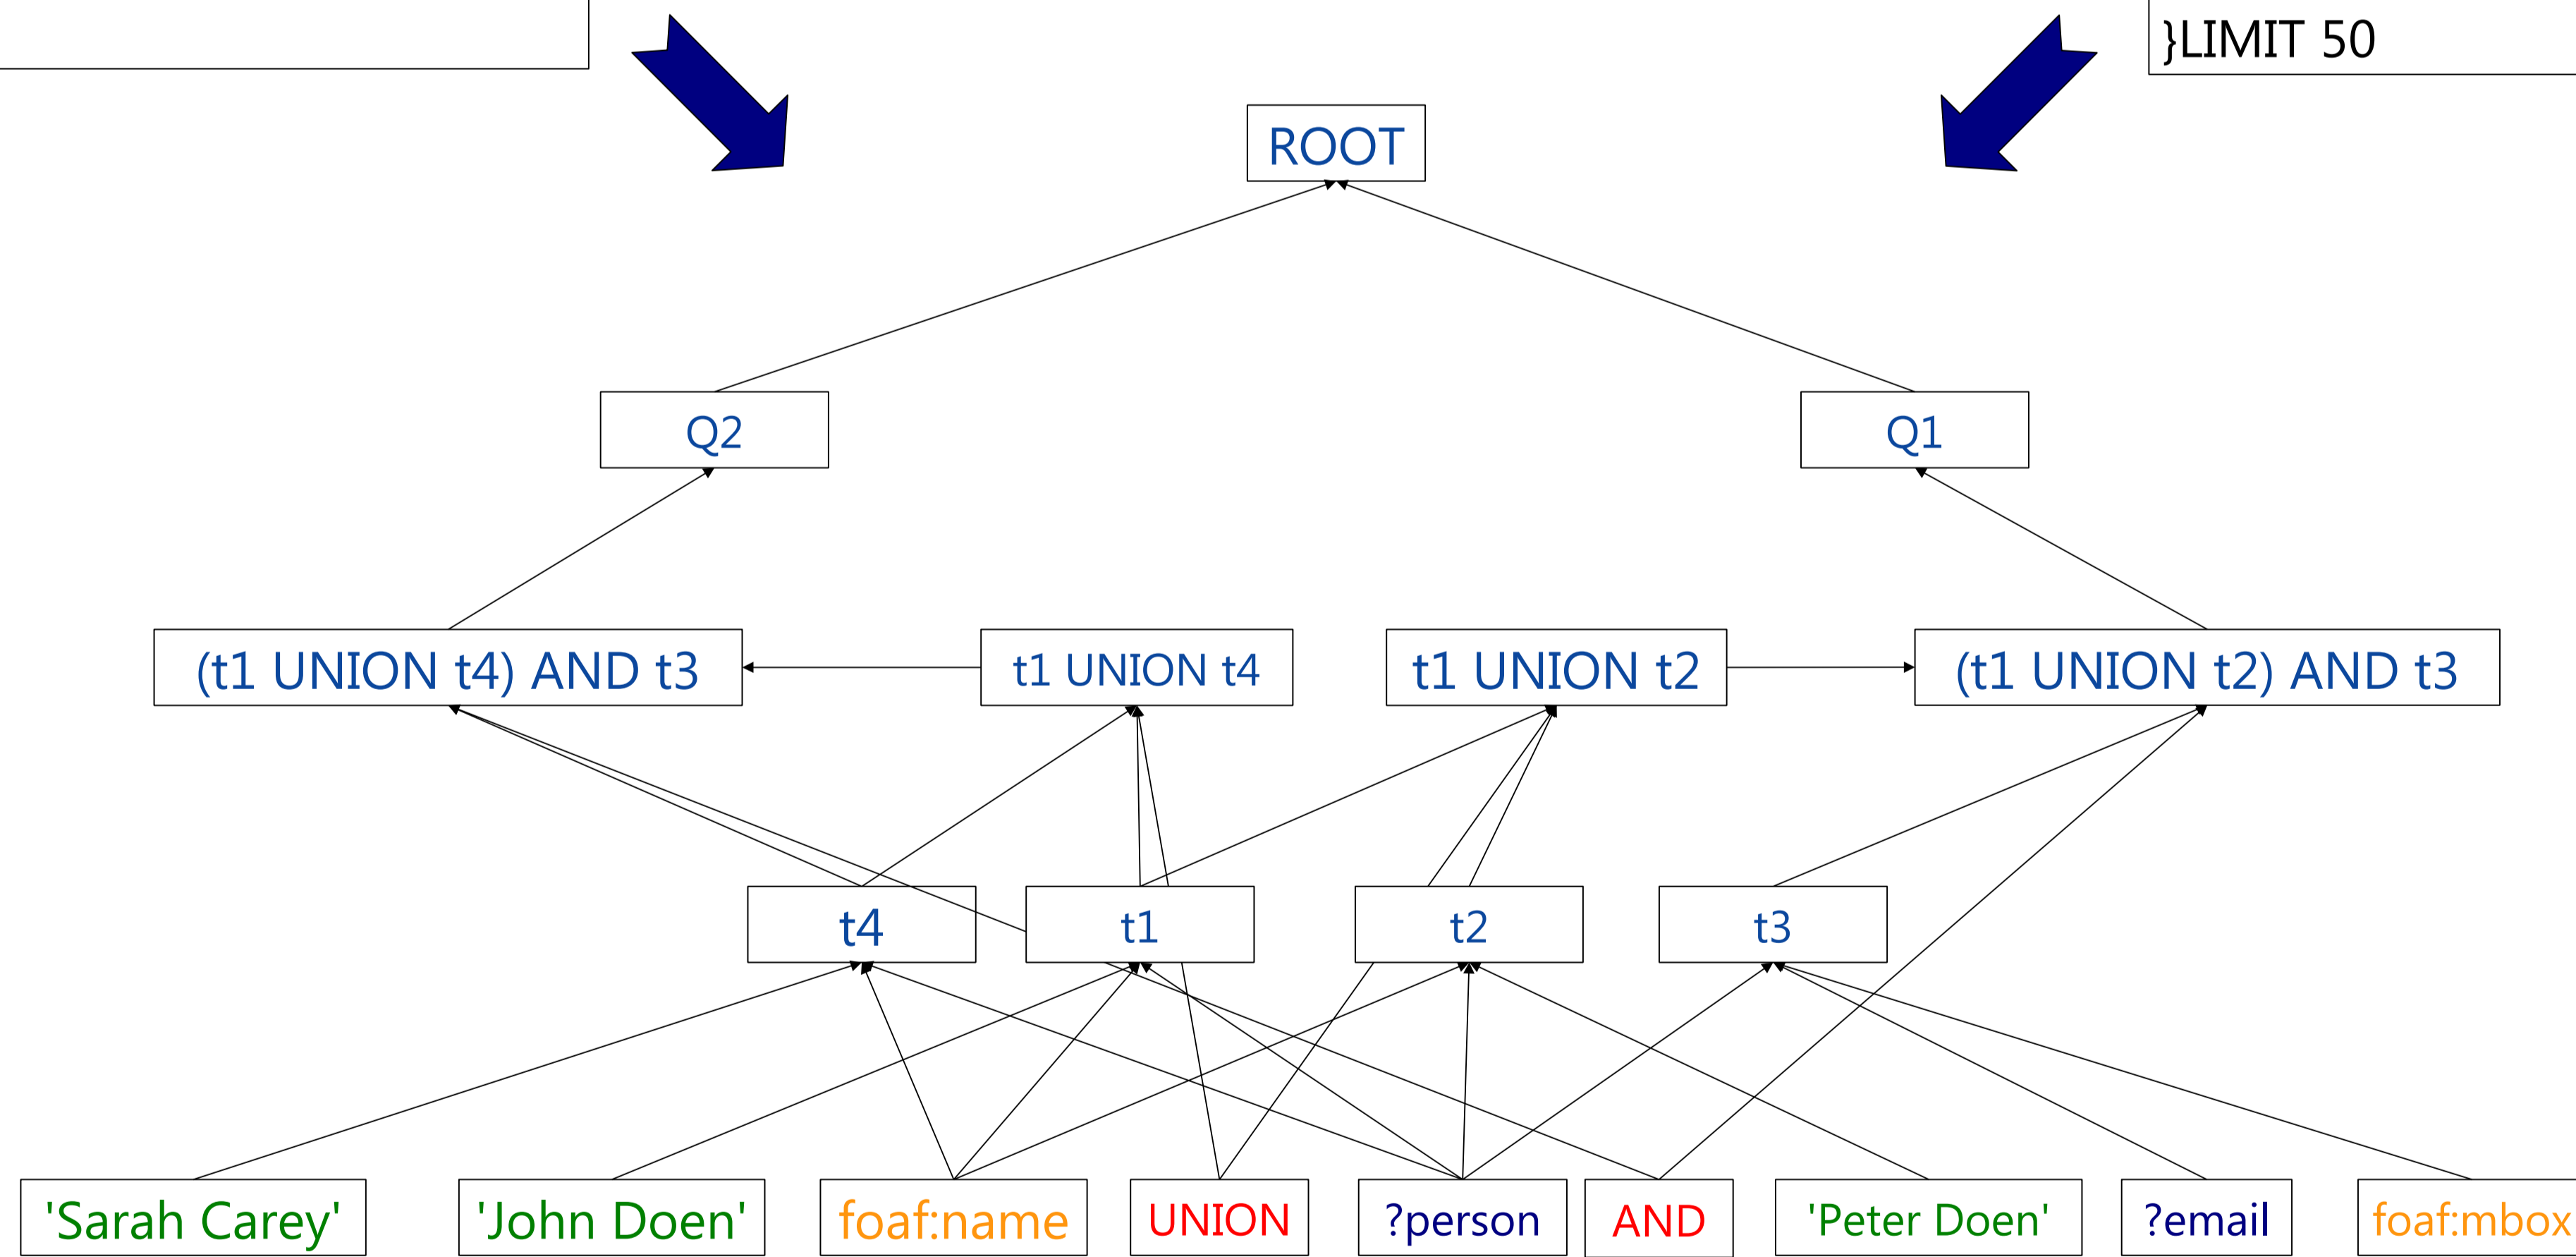 }LIMIT 50
ROOT
Q2
Q1
(t1 UNION t4) AND t3
t1 UNION t4
t1 UNION t2
(t1 UNION t2) AND t3
t4
t1
t2
t3
'Sarah Carey'
'John Doen'
foaf:name
UNION
?person
AND
'Peter Doen'
?email
foaf:mbox